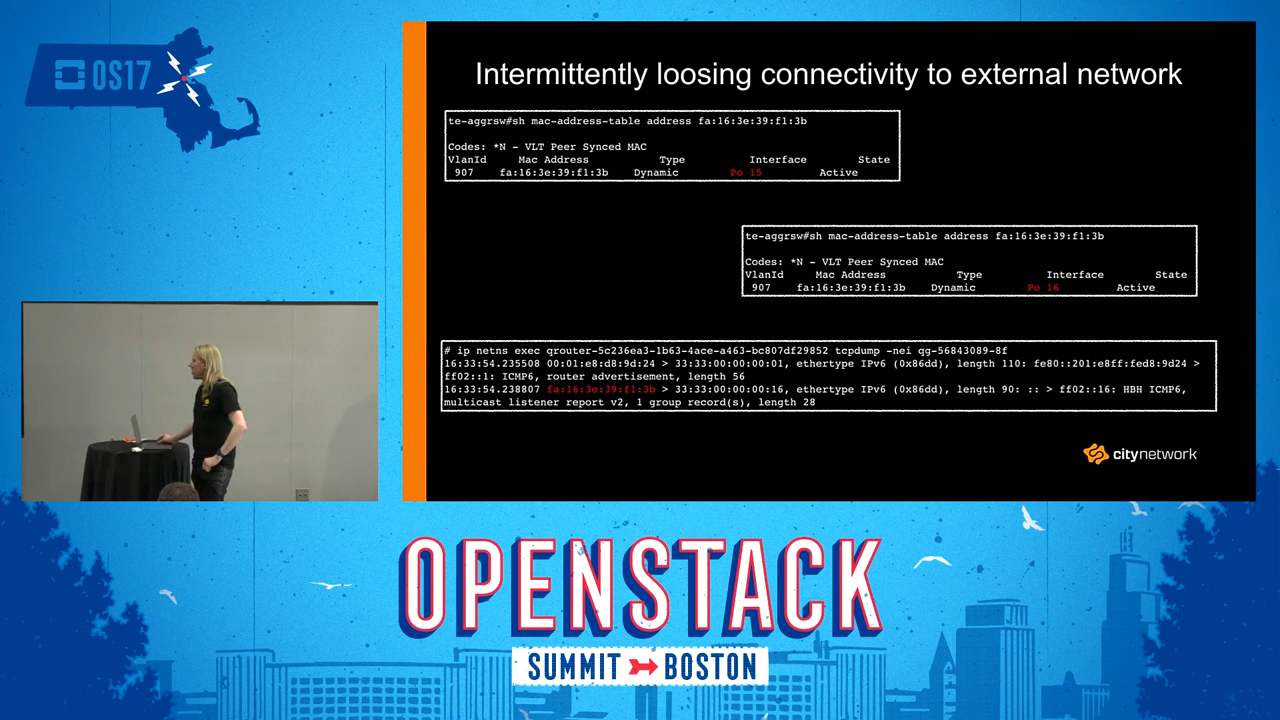 OS17
Intermittently loosing connectivity to external network
te-aggrsw#sh mac-address-table address fa:16:3e:39:f1:3b
Codes: *N - VLT Peer Synced MAC
VlanId Mac Address Type Interface State
907 fa:16:3e:39:f1:3b Dynamic Po 15 Active
te-aggrsw#sh mac-address-table address fa:16:3e:39:f1:3b
Codes: *N - VLT Peer Synced MAC
VlanId Mac Address Type Interface State
907 fa:16:3e:39:f1:3b Dynamic Po 16 Active
# ip netns exec qrouter-5c236ea3-1b63-4ace-a463-bc807df29852 tcpdump -nei qg-56843089-8f
16:33:54.235508 00:01:e8:d8:9d:24 > 33:33:00:00:00:01, ethertype IPv6 (0x86dd), length 110: fe80::201:e8ff:fed8:9d24 >
ff02::1: ICMP6, router advertisement, length 56
16:33:54.238807 fa:16:3e:39:f1:3b > 33:33:00:00:00:16, ethertype IPv6 (0x86dd), length 90: :: > ff02::16: HBH ICMP6,
multicast listener report v2, 1 group record(s), length 28
citynetwork
OPENSTACK
SUMMIT BOSTON